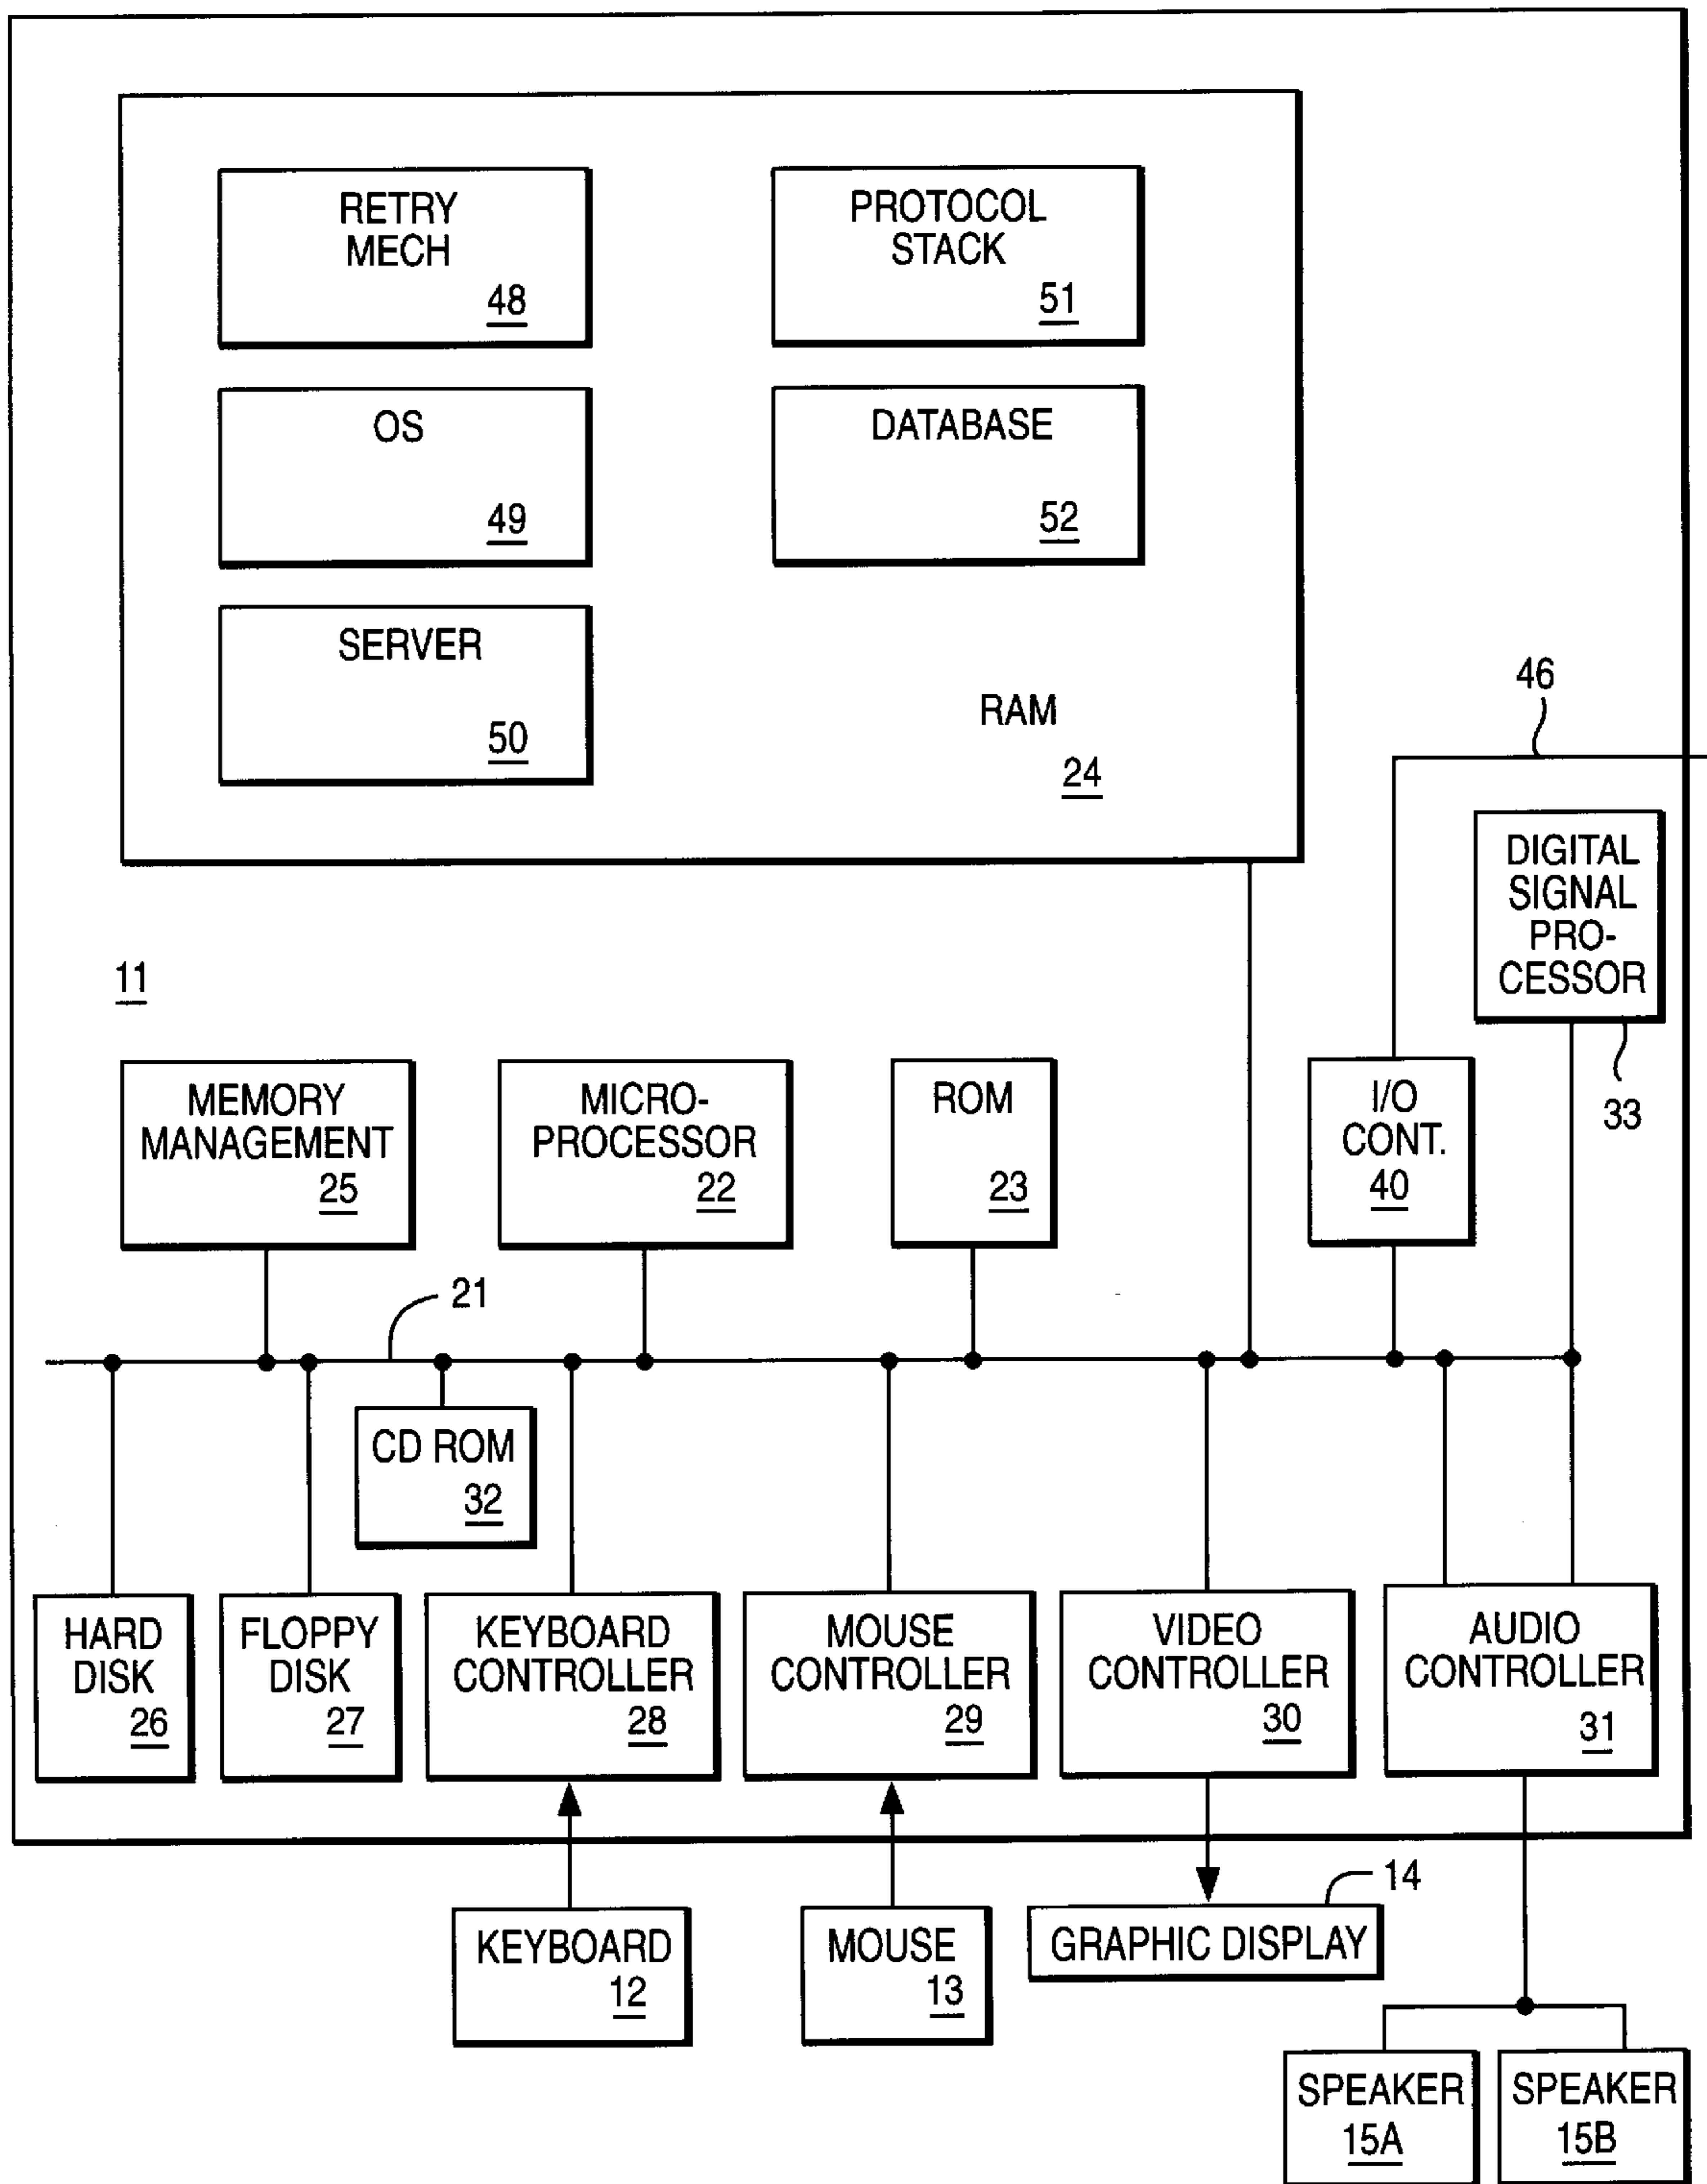 RETRY
MECH
48
PROTOCOL
STACK
51
OS
49
DATABASE
52
SERVER
50
RAM
24
46
DIGITAL
SIGNAL
PRO-
CESSOR
33
11
MEMORY
MANAGEMENT
25
MICRO-
PROCESSOR
22
ROM
23
I/O
CONT.
40
21
CD ROM
32
HARD
DISK
26
FLOPPY
DISK
27
KEYBOARD
CONTROLLER
28
MOUSE
CONTROLLER
29
VIDEO
CONTROLLER
30
AUDIO
CONTROLLER
31
KEYBOARD
12
MOUSE
13
14
GRAPHIC DISPLAY
SPEAKER
15A
SPEAKER
15B